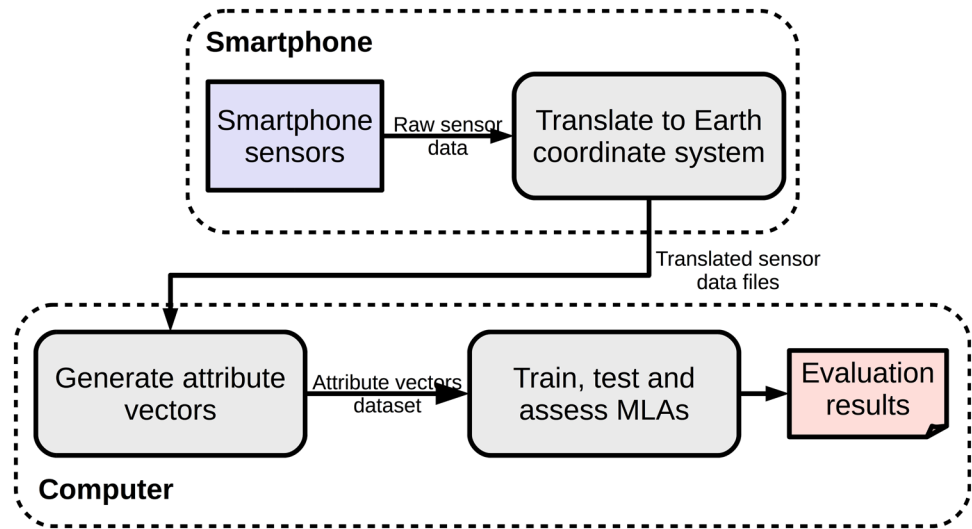 Smartphone
Smartphone
sensors
Raw sensor
data
Translate to Earth
coordinate system
Translated sensor
data files
Generate attribute
vectors
Attribute vectors
dataset
Train, test and
assess MLAs
Evaluation
results
Computer